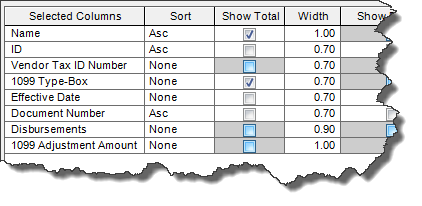 Selected Columns Sort Show Total Width Show
Name Asc 1.00
ID Asc 0.70
Vendor Tax ID Number None 0.70
1099 Type-Box None 0.70
Effective Date None 0.70
Document Number Asc 0.70
Disbursements None 0.90
1099 Adjustment Amount None 1.00